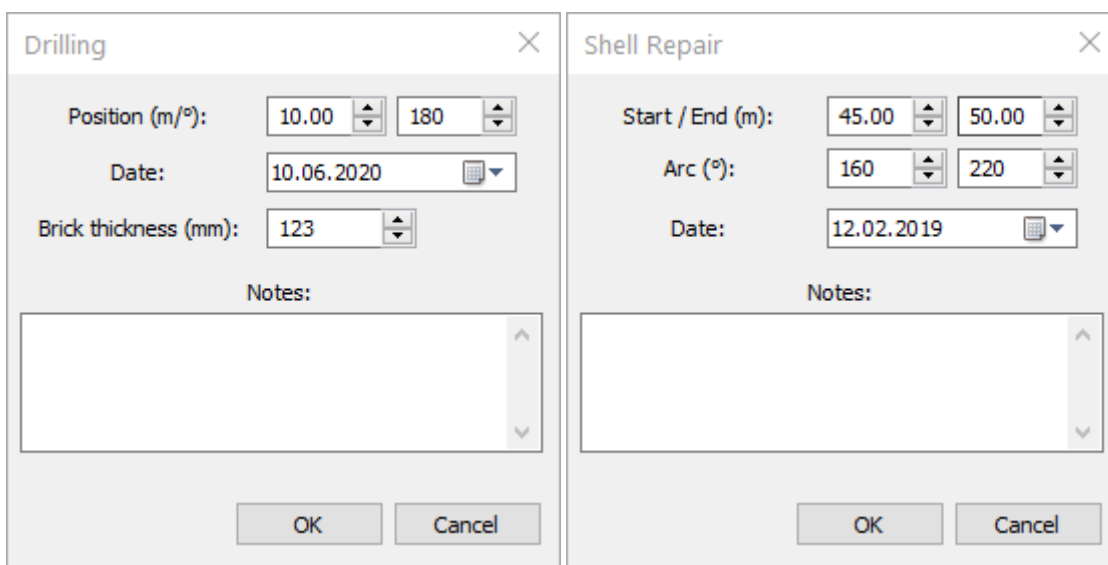 Drilling
Position (m/°): 10.00 180
Date: 10.06.2020
Brick thickness (mm): 123
Notes:
OK Cancel
Shell Repair
Start / End (m): 45.00 50.00
Arc (°): 160 220
Date: 12.02.2019
Notes:
OK Cancel